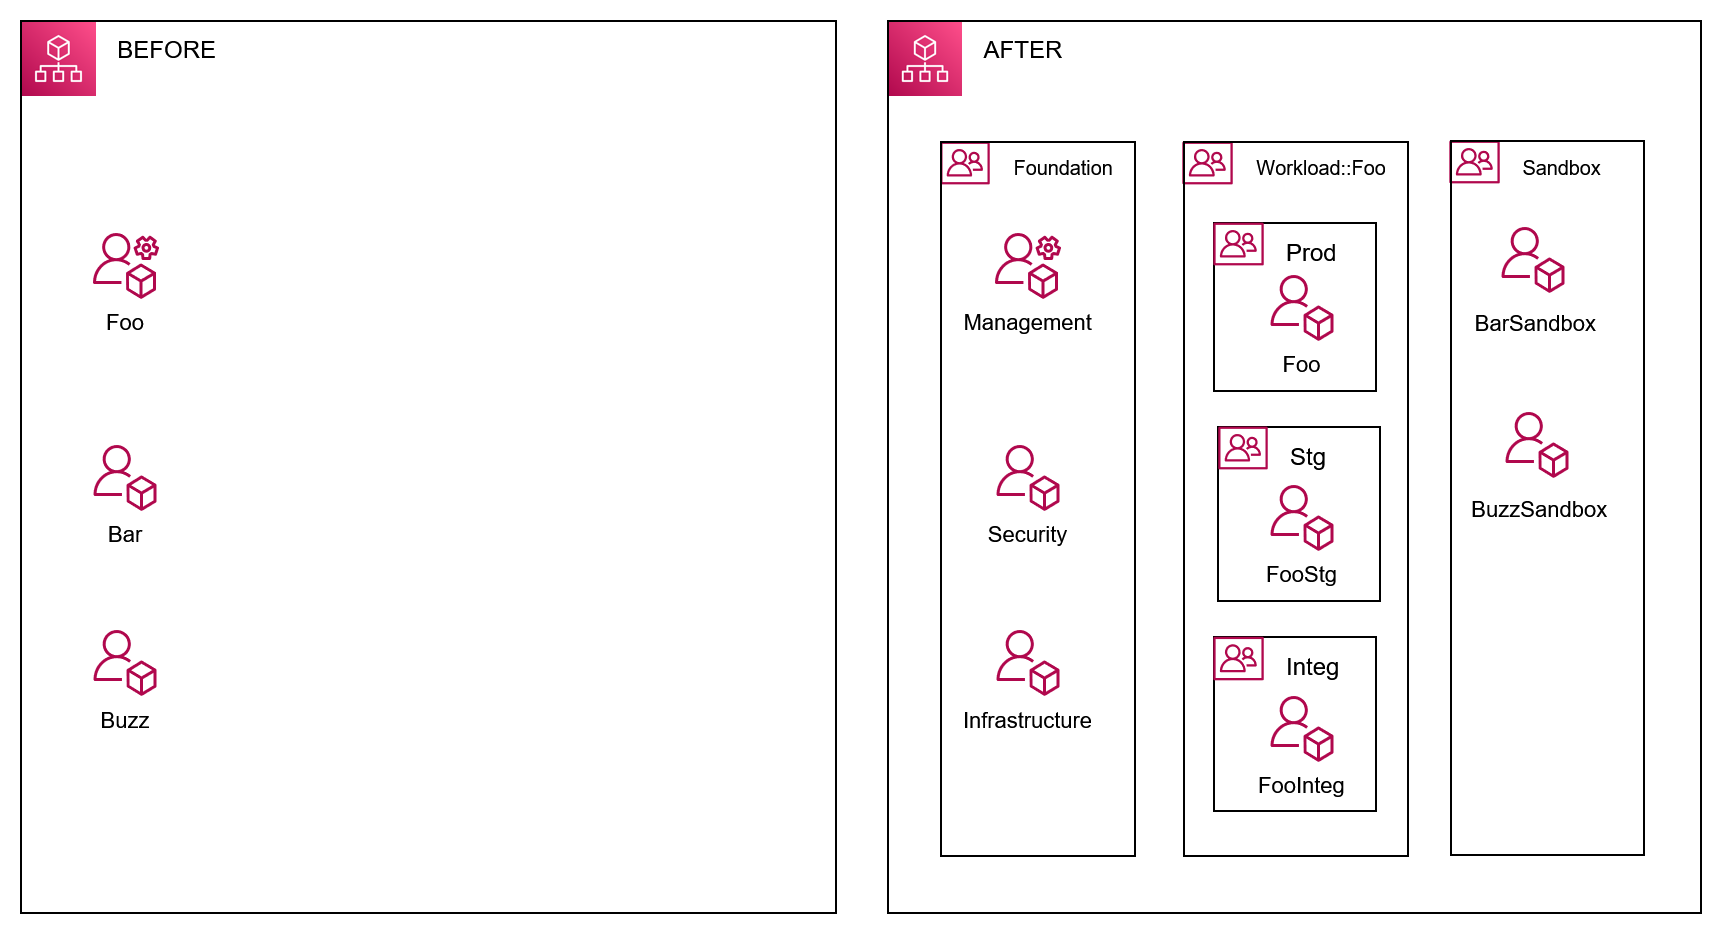 BEFORE
Foo
Bar
Buzz
AFTER
Foundation
Management
Security
Infrastructure
Workload::Foo
Prod
Foo
Stg
FooStg
Integ
FooInteg
Sandbox
BarSandbox
BuzzSandbox